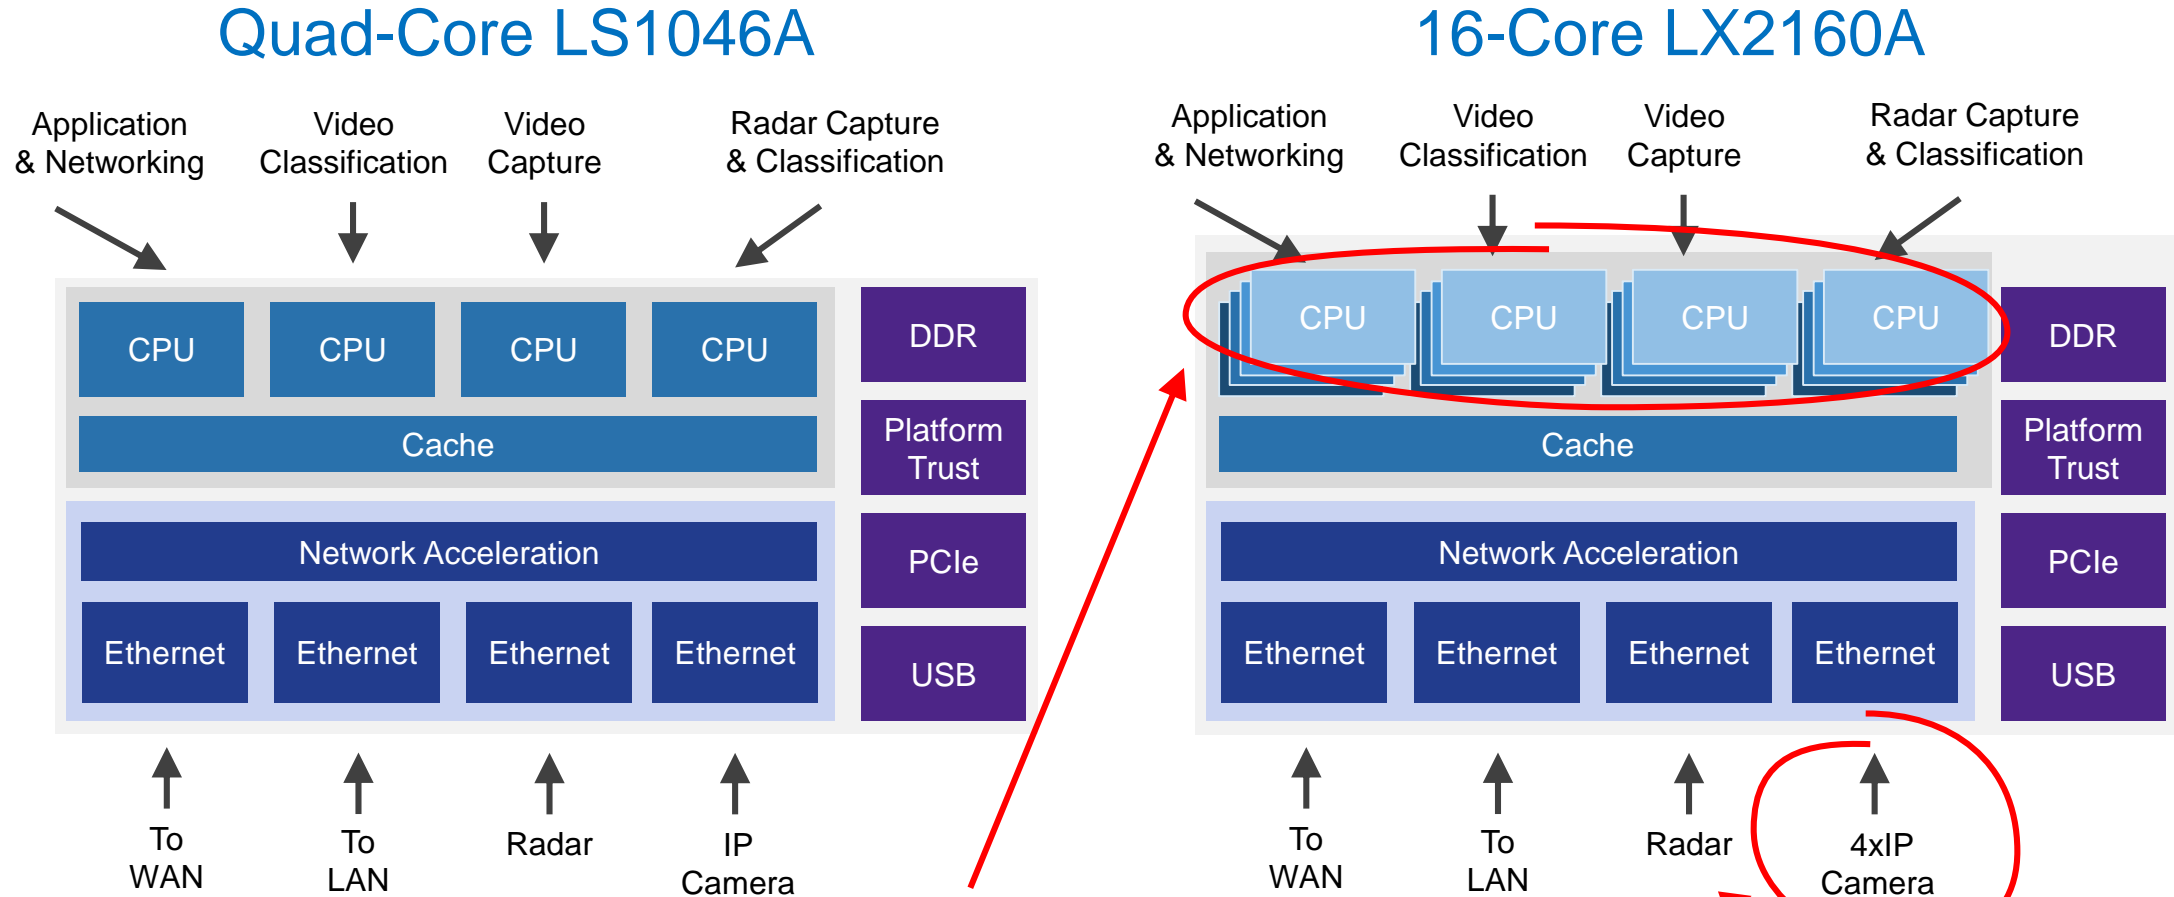 Quad-Core LS1046A
Application
& Networking
Video
Classification
Video
Capture
Radar Capture
& Classification
CPU
CPU
CPU
CPU
Cache
Network Acceleration
Ethernet
Ethernet
Ethernet
Ethernet
DDR
Platform
Trust
PCIe
USB
To
WAN
To
LAN
Radar
IP
Camera
16-Core LX2160A
Application
& Networking
Video
Classification
Video
Capture
Radar Capture
& Classification
CPU
CPU
CPU
CPU
Cache
Network Acceleration
Ethernet
Ethernet
Ethernet
Ethernet
DDR
Platform
Trust
PCIe
USB
To
WAN
To
LAN
Radar
4xIP
Camera